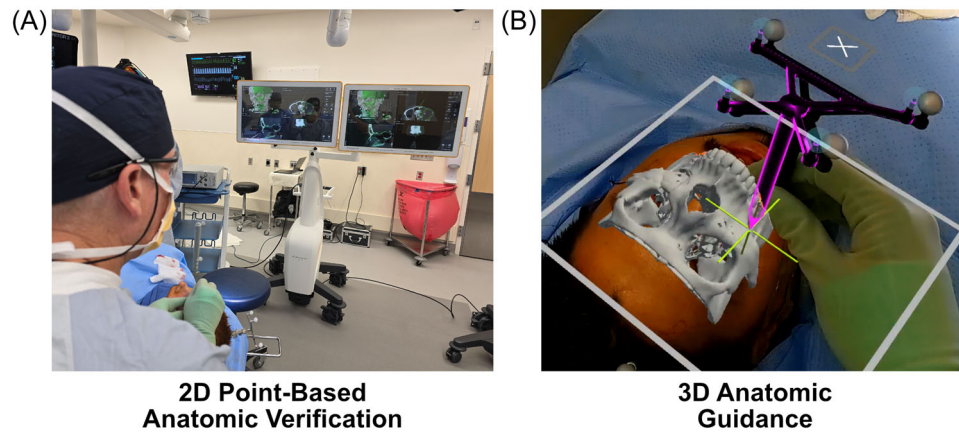 (A)
(B)
2D Point-Based
Anatomic Verification
3D Anatomic
Guidance